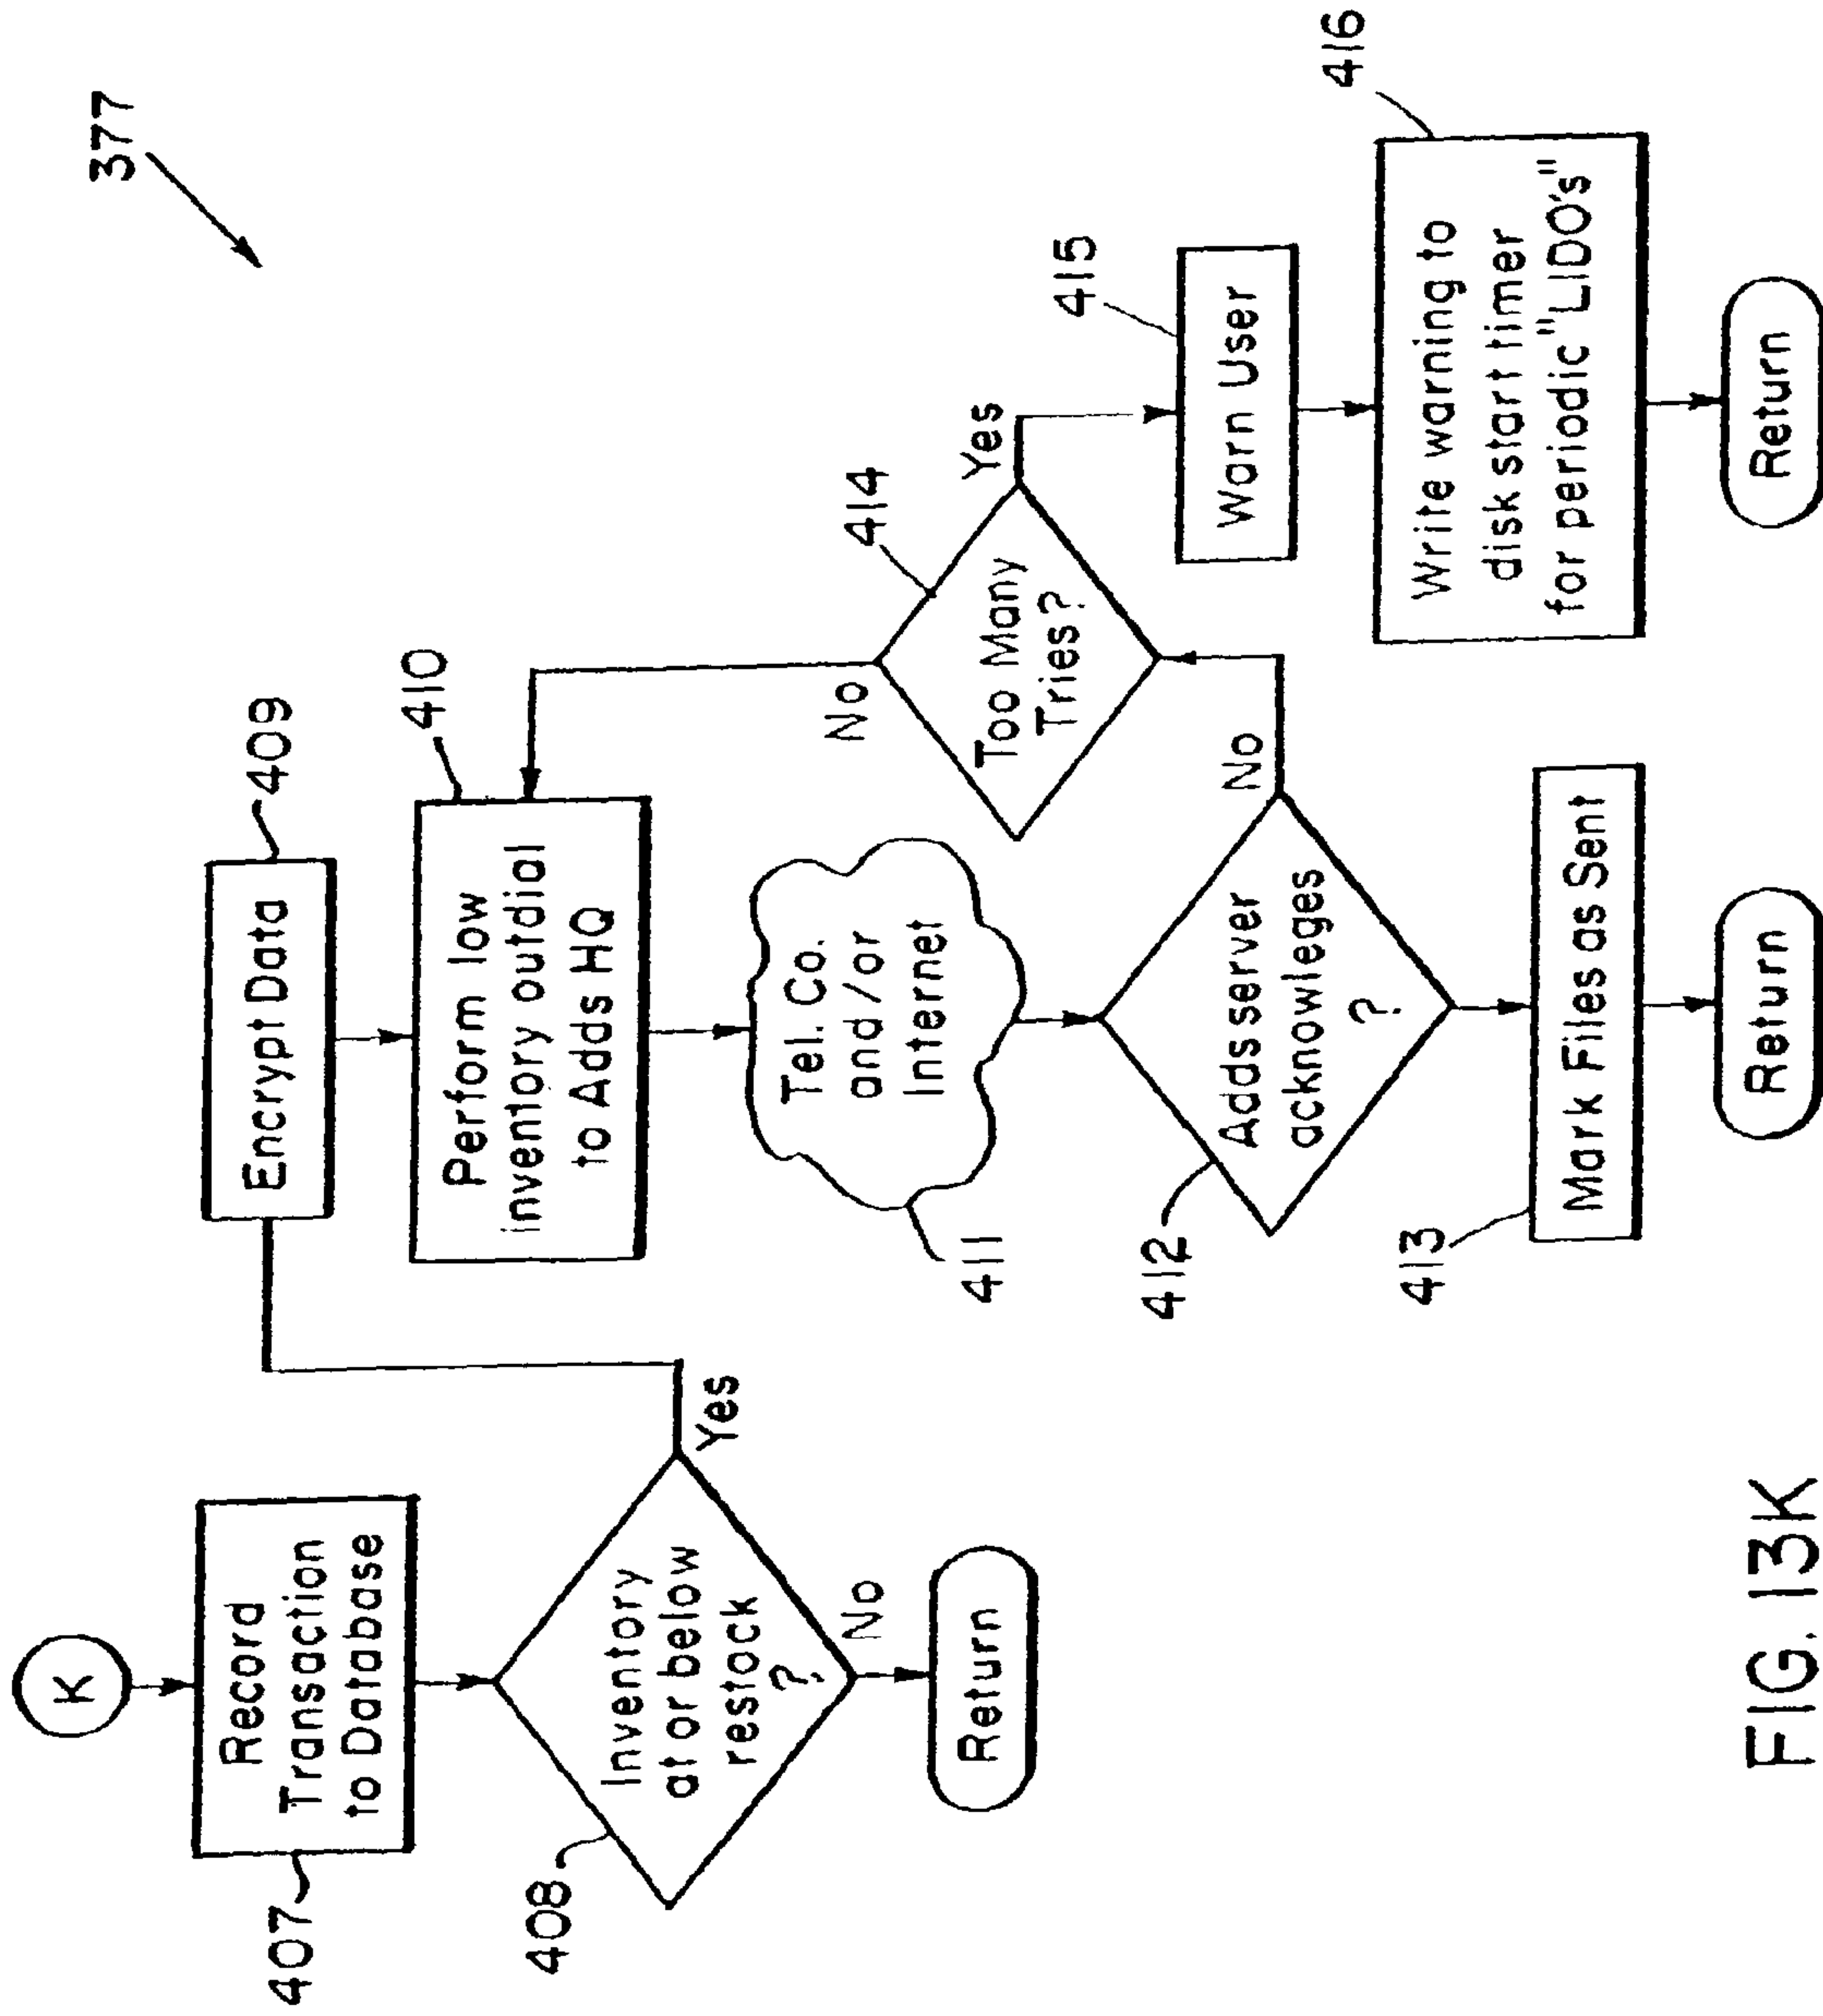 377
K
Record
Transaction
to Database
407
Inventory
at or below
restock
?
408
Yes
No
Return
Encrypt Data
409
Perform low
inventory outdial
to Adds HQ
410
Tel. Co.
and/or
Internet
411
Addsserver
acknowleges
?
412
No
Mark Files as Sent
413
Return
Too Many
Tries?
414
No
Yes
Warn User
415
Write warning to
disk start timer
for periodic "LIDO's"
416
Return
FIG. 13K